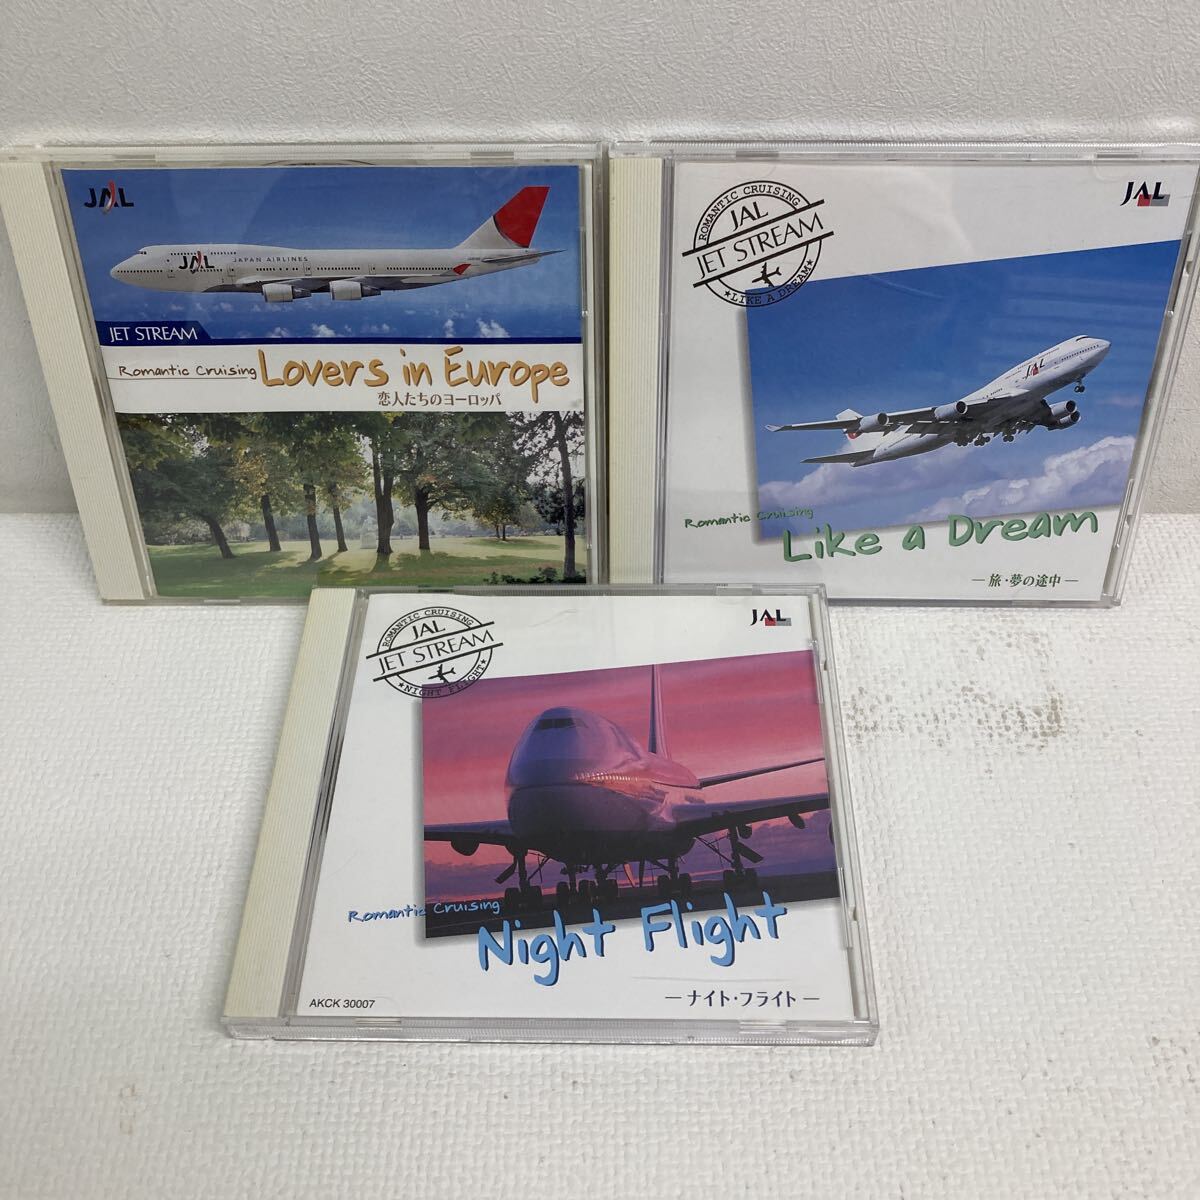 JAL
JAL
JAPAN AIRLINES
JET STREAM
Romantic Cruising
Lovers in Europe
恋人たちのヨーロッパ
ROMANTIC CRUISING
JAL
JET STREAM
★LIKE A DREAM★
JAL
JAL
Romantic Cruising
Like a Dream
─ 旅・夢の途中 ─
ROMANTIC CRUISING
JAL
JET STREAM
★NIGHT FLIGHT★
JAL
Romantic Cruising
Night Flight
─ ナイト・フライト ─
AKCK 30007